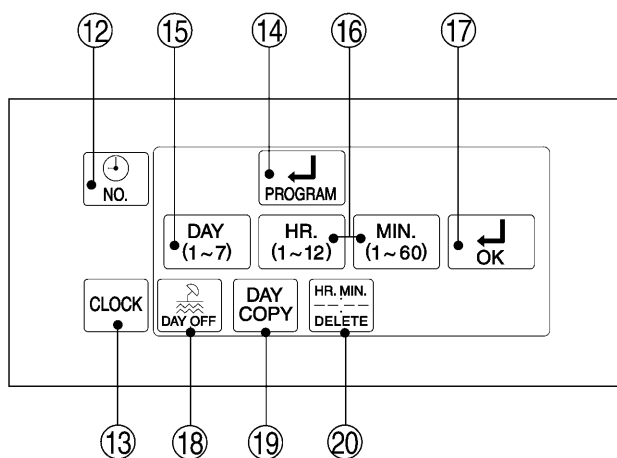 ⑫ ⑮ ⑭ ⑯ ⑰
NO.
PROGRAM
DAY
(1~7)
HR.
(1~12)
MIN.
(1~60)
OK
CLOCK
DAY OFF
DAY
COPY
HR. MIN.
DELETE
⑬ ⑱ ⑲ ⑳